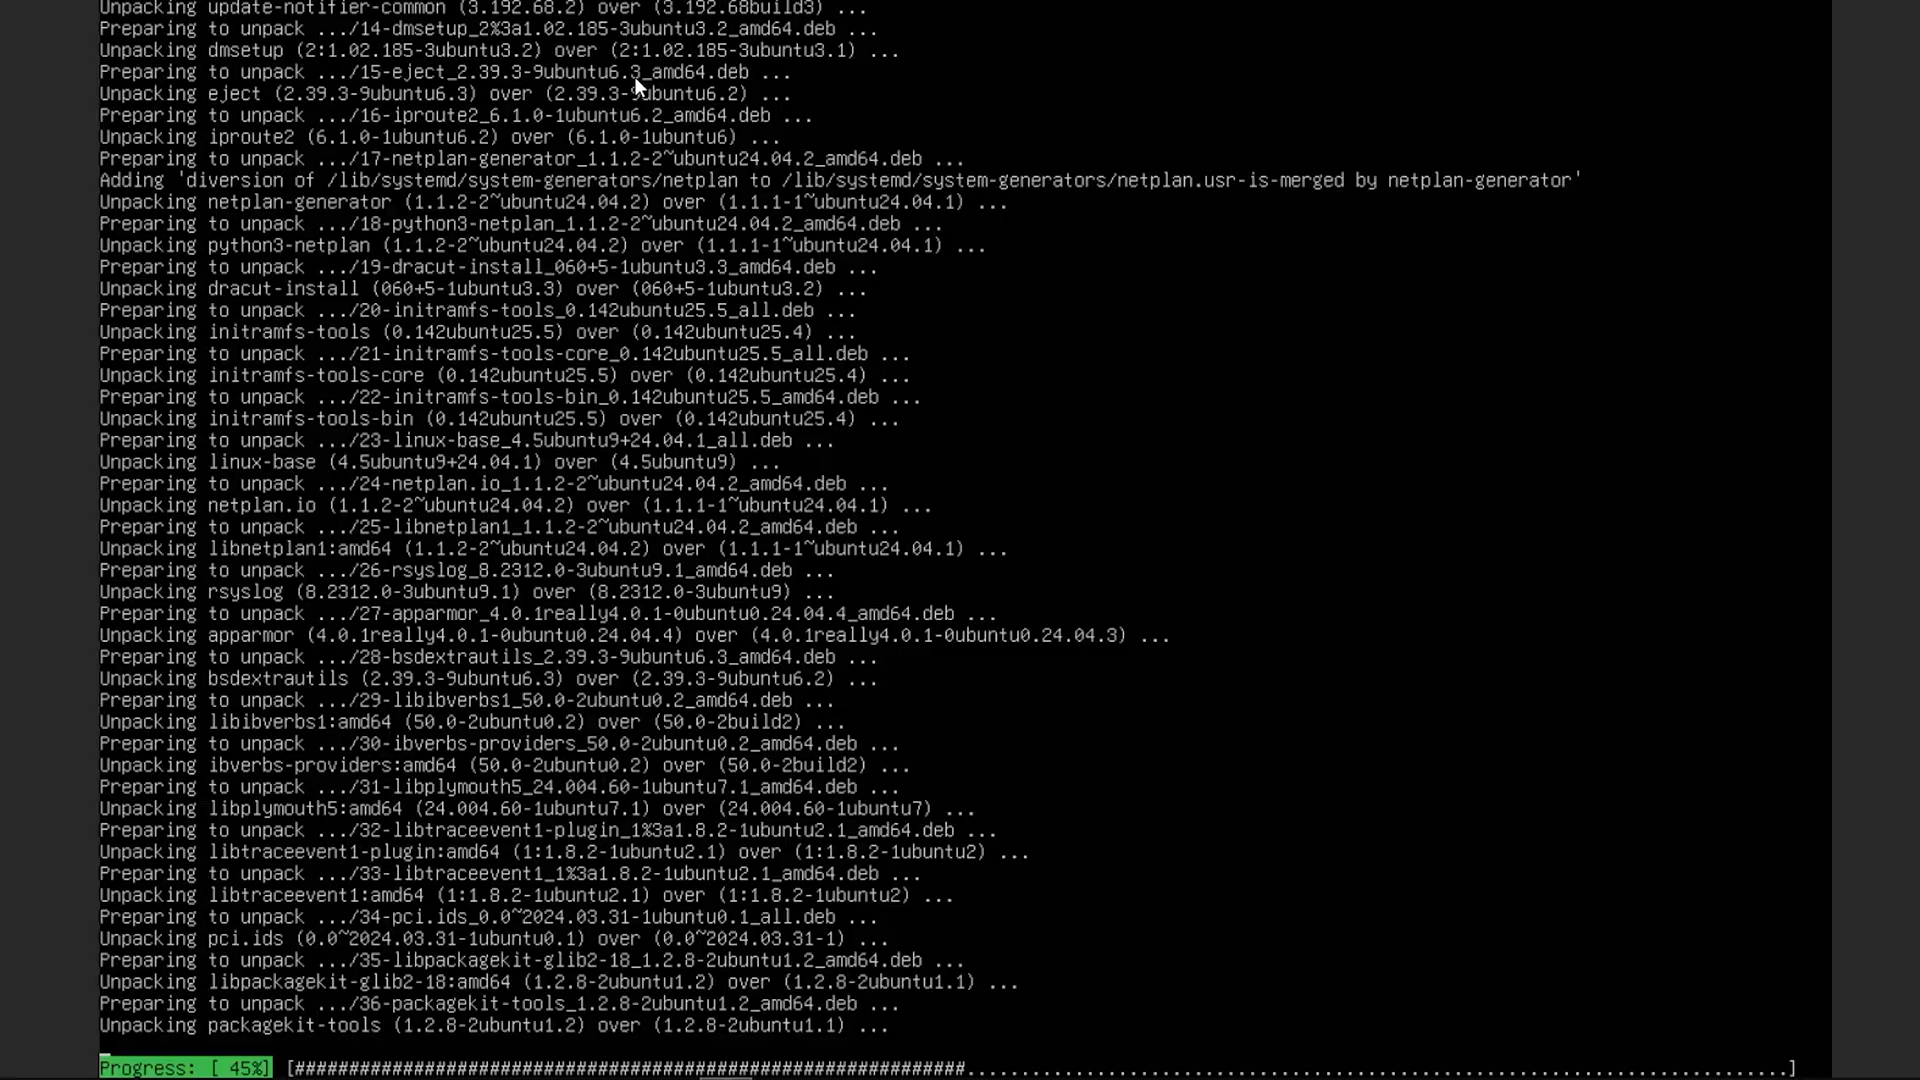 Unpacking update-notifier-common (3.192.68.2) over (3.192.68build3) ...
Preparing to unpack .../14-dmsetup_2%3a1.02.185-3ubuntu3.2_amd64.deb ...
Unpacking dmsetup (2:1.02.185-3ubuntu3.2) over (2:1.02.185-3ubuntu3.1) ...
Preparing to unpack .../15-eject_2.39.3-9ubuntu6.3_amd64.deb ...
Unpacking eject (2.39.3-9ubuntu6.3) over (2.39.3-9ubuntu6.2) ...
Preparing to unpack .../16-iproute2_6.1.0-1ubuntu6.2_amd64.deb ...
Unpacking iproute2 (6.1.0-1ubuntu6.2) over (6.1.0-1ubuntu6) ...
Preparing to unpack .../17-netplan-generator_1.1.2-2~ubuntu24.04.2_amd64.deb ...
Adding 'diversion of /lib/systemd/system-generators/netplan to /lib/systemd/system-generators/netplan.usr-is-merged by netplan-generator'
Unpacking netplan-generator (1.1.2-2~ubuntu24.04.2) over (1.1.1-1~ubuntu24.04.1) ...
Preparing to unpack .../18-python3-netplan_1.1.2-2~ubuntu24.04.2_amd64.deb ...
Unpacking python3-netplan (1.1.2-2~ubuntu24.04.2) over (1.1.1-1~ubuntu24.04.1) ...
Preparing to unpack .../19-dracut-install_060+5-1ubuntu3.3_amd64.deb ...
Unpacking dracut-install (060+5-1ubuntu3.3) over (060+5-1ubuntu3.2) ...
Preparing to unpack .../20-initramfs-tools_0.142ubuntu25.5_all.deb ...
Unpacking initramfs-tools (0.142ubuntu25.5) over (0.142ubuntu25.4) ...
Preparing to unpack .../21-initramfs-tools-core_0.142ubuntu25.5_all.deb ...
Unpacking initramfs-tools-core (0.142ubuntu25.5) over (0.142ubuntu25.4) ...
Preparing to unpack .../22-initramfs-tools-bin_0.142ubuntu25.5_amd64.deb ...
Unpacking initramfs-tools-bin (0.142ubuntu25.5) over (0.142ubuntu25.4) ...
Preparing to unpack .../23-linux-base_4.5ubuntu9+24.04.1_all.deb ...
Unpacking linux-base (4.5ubuntu9+24.04.1) over (4.5ubuntu9) ...
Preparing to unpack .../24-netplan.io_1.1.2-2~ubuntu24.04.2_amd64.deb ...
Unpacking netplan.io (1.1.2-2~ubuntu24.04.2) over (1.1.1-1~ubuntu24.04.1) ...
Preparing to unpack .../25-libnetplan1_1.1.2-2~ubuntu24.04.2_amd64.deb ...
Unpacking libnetplan1:amd64 (1.1.2-2~ubuntu24.04.2) over (1.1.1-1~ubuntu24.04.1) ...
Preparing to unpack .../26-rsyslog_8.2312.0-3ubuntu9.1_amd64.deb ...
Unpacking rsyslog (8.2312.0-3ubuntu9.1) over (8.2312.0-3ubuntu9) ...
Preparing to unpack .../27-apparmor_4.0.1really4.0.1-0ubuntu0.24.04.4_amd64.deb ...
Unpacking apparmor (4.0.1really4.0.1-0ubuntu0.24.04.4) over (4.0.1really4.0.1-0ubuntu0.24.04.3) ...
Preparing to unpack .../28-bsdextrautils_2.39.3-9ubuntu6.3_amd64.deb ...
Unpacking bsdextrautils (2.39.3-9ubuntu6.3) over (2.39.3-9ubuntu6.2) ...
Preparing to unpack .../29-libibverbs1_50.0-2ubuntu0.2_amd64.deb ...
Unpacking libibverbs1:amd64 (50.0-2ubuntu0.2) over (50.0-2build2) ...
Preparing to unpack .../30-ibverbs-providers_50.0-2ubuntu0.2_amd64.deb ...
Unpacking ibverbs-providers:amd64 (50.0-2ubuntu0.2) over (50.0-2build2) ...
Preparing to unpack .../31-libplymouth5_24.004.60-1ubuntu7.1_amd64.deb ...
Unpacking libplymouth5:amd64 (24.004.60-1ubuntu7.1) over (24.004.60-1ubuntu7) ...
Preparing to unpack .../32-libtraceevent1-plugin_1%3a1.8.2-1ubuntu2.1_amd64.deb ...
Unpacking libtraceevent1-plugin:amd64 (1:1.8.2-1ubuntu2.1) over (1:1.8.2-1ubuntu2) ...
Preparing to unpack .../33-libtraceevent1_1%3a1.8.2-1ubuntu2.1_amd64.deb ...
Unpacking libtraceevent1:amd64 (1:1.8.2-1ubuntu2.1) over (1:1.8.2-1ubuntu2) ...
Preparing to unpack .../34-pci.ids_0.0~2024.03.31-1ubuntu0.1_all.deb ...
Unpacking pci.ids (0.0~2024.03.31-1ubuntu0.1) over (0.0~2024.03.31-1) ...
Preparing to unpack .../35-libpackagekit-glib2-18_1.2.8-2ubuntu1.2_amd64.deb ...
Unpacking libpackagekit-glib2-18:amd64 (1.2.8-2ubuntu1.2) over (1.2.8-2ubuntu1.1) ...
Preparing to unpack .../36-packagekit-tools_1.2.8-2ubuntu1.2_amd64.deb ...
Unpacking packagekit-tools (1.2.8-2ubuntu1.2) over (1.2.8-2ubuntu1.1) ...
Progress: [ 45%] [##############################################################............................................................................]